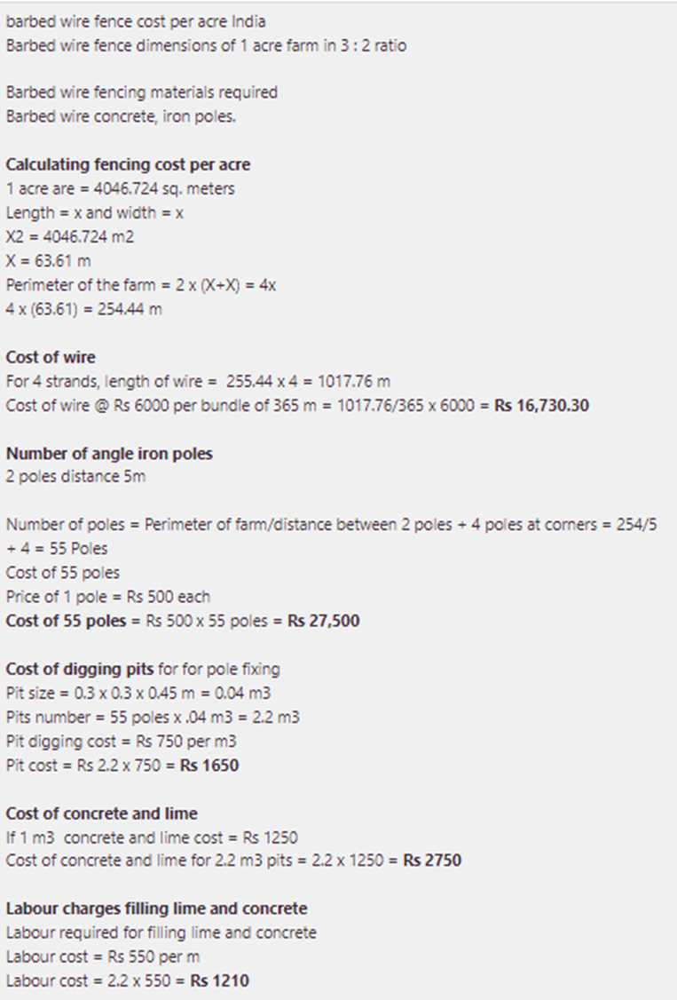 barbed wire fence cost per acre India
Barbed wire fence dimensions of 1 acre farm in 3 : 2 ratio
Barbed wire fencing materials required
Barbed wire concrete, iron poles.
Calculating fencing cost per acre
1 acre are = 4046.724 sq. meters
Length = x and width = x
X2 = 4046.724 m2
X = 63.61 m
Perimeter of the farm = 2 x (X+X) = 4x
4 x (63.61) = 254.44 m
Cost of wire
For 4 strands, length of wire =  255.44 x 4 = 1017.76 m
Cost of wire @ Rs 6000 per bundle of 365 m = 1017.76/365 x 6000 = Rs 16,730.30
Number of angle iron poles
2 poles distance 5m
Number of poles = Perimeter of farm/distance between 2 poles + 4 poles at corners = 254/5
+ 4 = 55 Poles
Cost of 55 poles
Price of 1 pole = Rs 500 each
Cost of 55 poles = Rs 500 x 55 poles = Rs 27,500
Cost of digging pits for for pole fixing
Pit size = 0.3 x 0.3 x 0.45 m = 0.04 m3
Pits number = 55 poles x .04 m3 = 2.2 m3
Pit digging cost = Rs 750 per m3
Pit cost = Rs 2.2 x 750 = Rs 1650
Cost of concrete and lime
If 1 m3  concrete and lime cost = Rs 1250
Cost of concrete and lime for 2.2 m3 pits = 2.2 x 1250 = Rs 2750
Labour charges filling lime and concrete
Labour required for filling lime and concrete
Labour cost = Rs 550 per m
Labour cost = 2.2 x 550 = Rs 1210